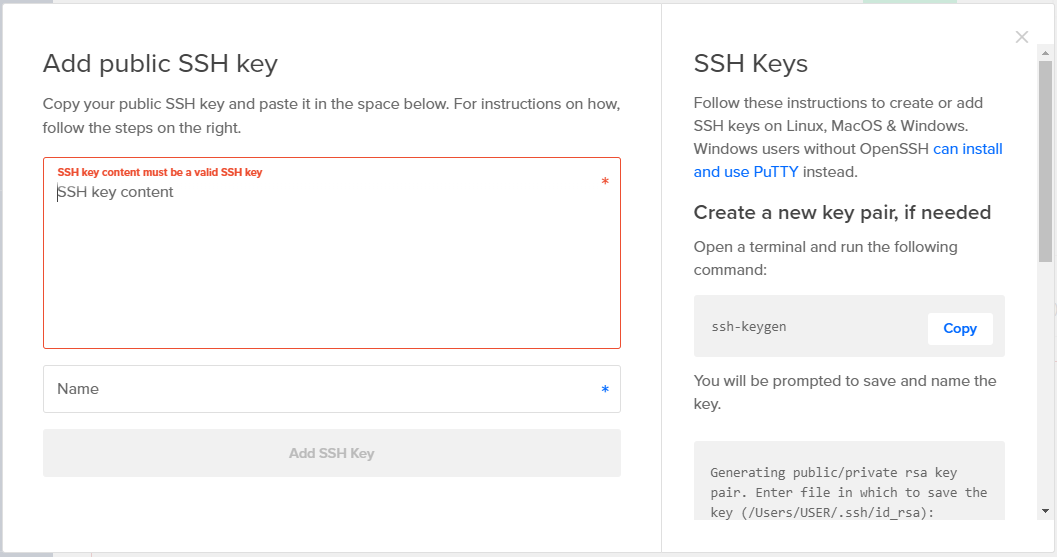 Add public SSH key
Copy your public SSH key and paste it in the space below. For instructions on how,
follow the steps on the right.
SSH key content must be a valid SSH key
*
SSH key content
Name
*
Add SSH Key
SSH Keys
Follow these instructions to create or add
SSH keys on Linux, MacOS & Windows.
Windows users without OpenSSH can install
and use PuTTY instead.
Create a new key pair, if needed
Open a terminal and run the following
command:
ssh-keygen
Copy
You will be prompted to save and name the
key.
Generating public/private rsa key
pair. Enter file in which to save the
key (/Users/USER/.ssh/id_rsa):